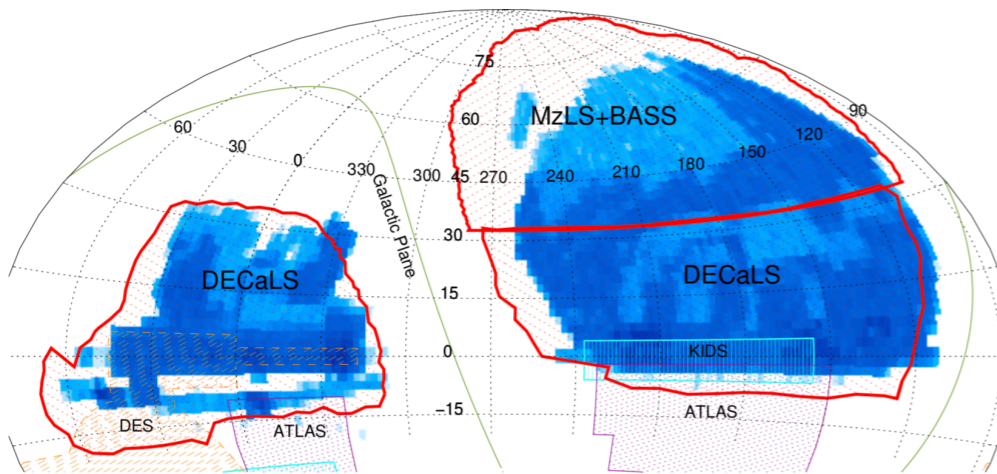 75
90
MzLS+BASS
60
60
120
30
150
0
180
330
300
45
270
240
210
Galactic Plane
30
DECaLS
DECaLS
15
0
KIDS
-15
ATLAS
DES
ATLAS